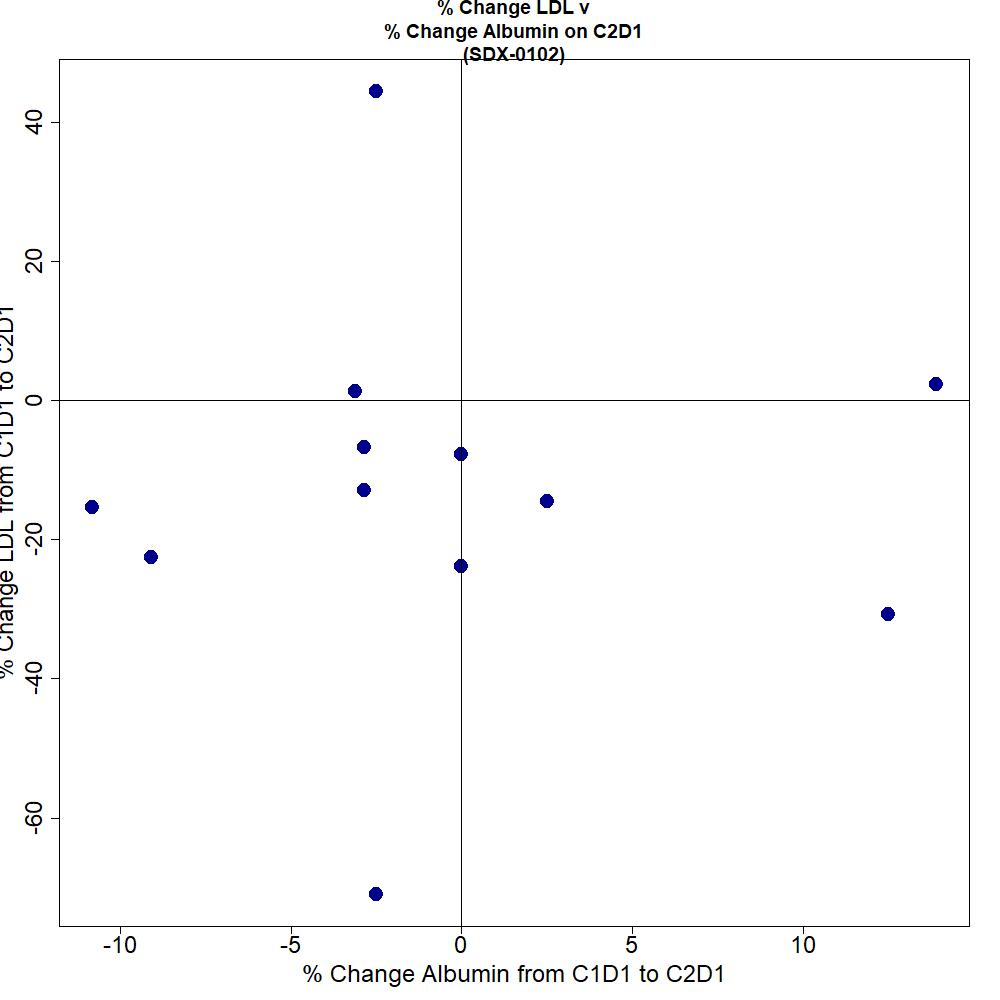 % Change LDL v
% Change Albumin on C2D1
(SDX-0102)
% Change LDL from C1D1 to C2D1
40
20
0
-20
-40
-60
-10
-5
0
5
10
% Change Albumin from C1D1 to C2D1